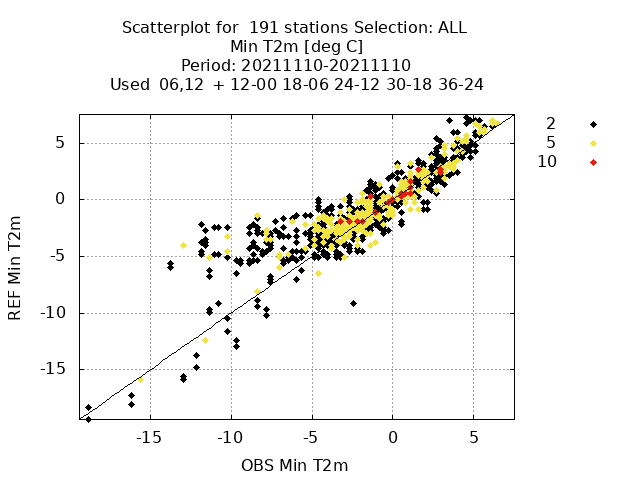 Scatterplot for  191 stations Selection: ALL
Min T2m [deg C]
Period: 20211110-20211110
Used  06,12  + 12-00 18-06 24-12 30-18 36-24
2
5
10
5
0
-5
-10
-15
REF Min T2m
-15 -10 -5 0 5
OBS Min T2m